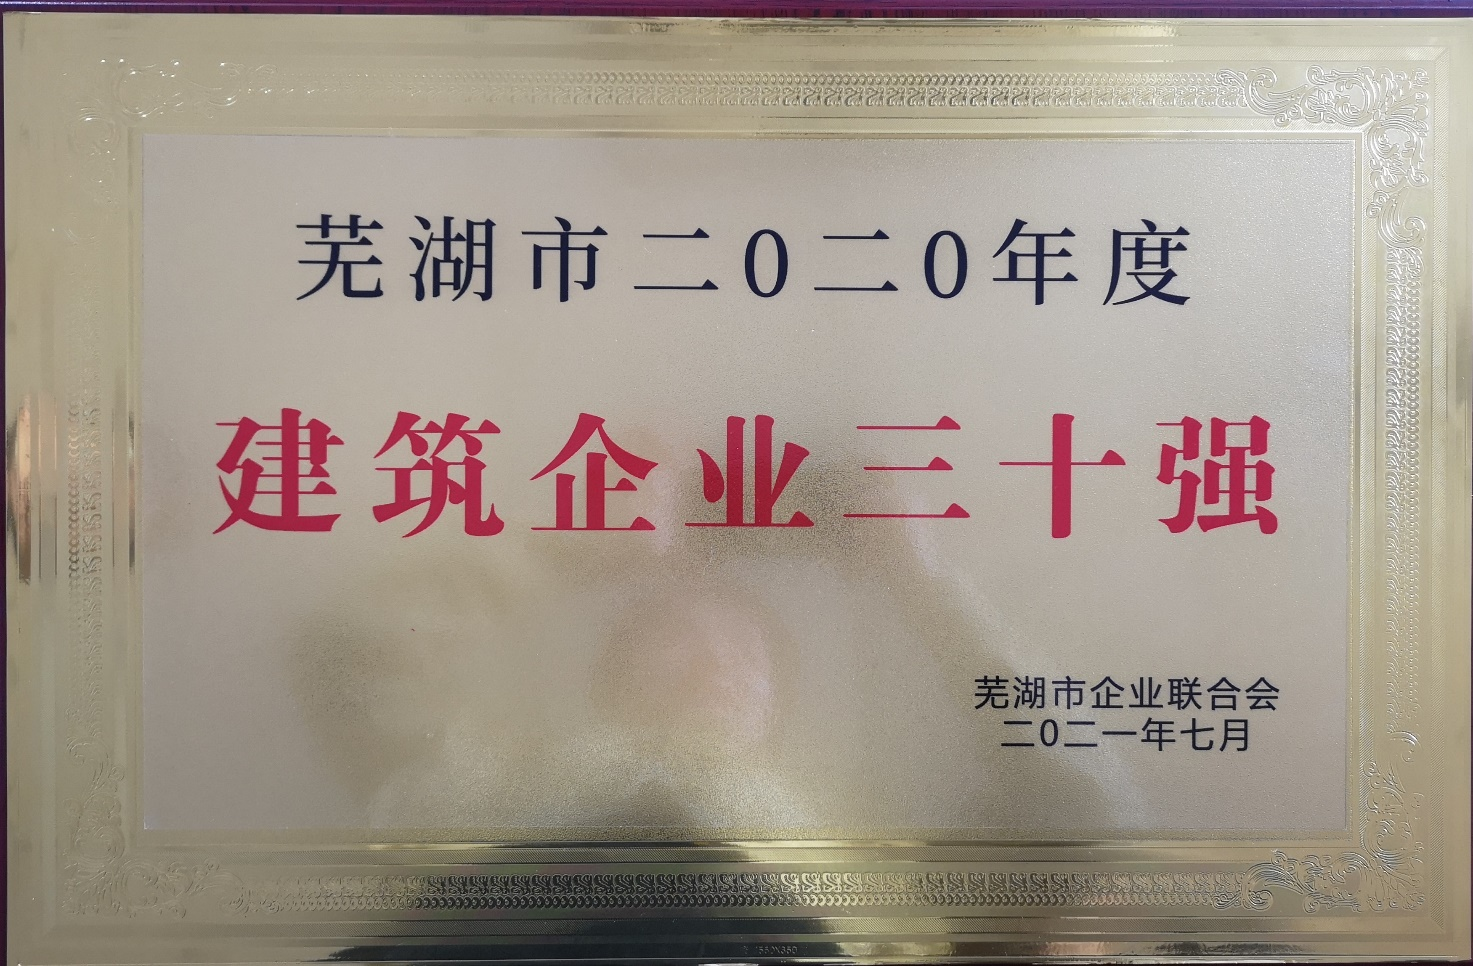 芜湖市二0二0年度
建筑企业三十强
芜湖市企业联合会
二0二一年七月